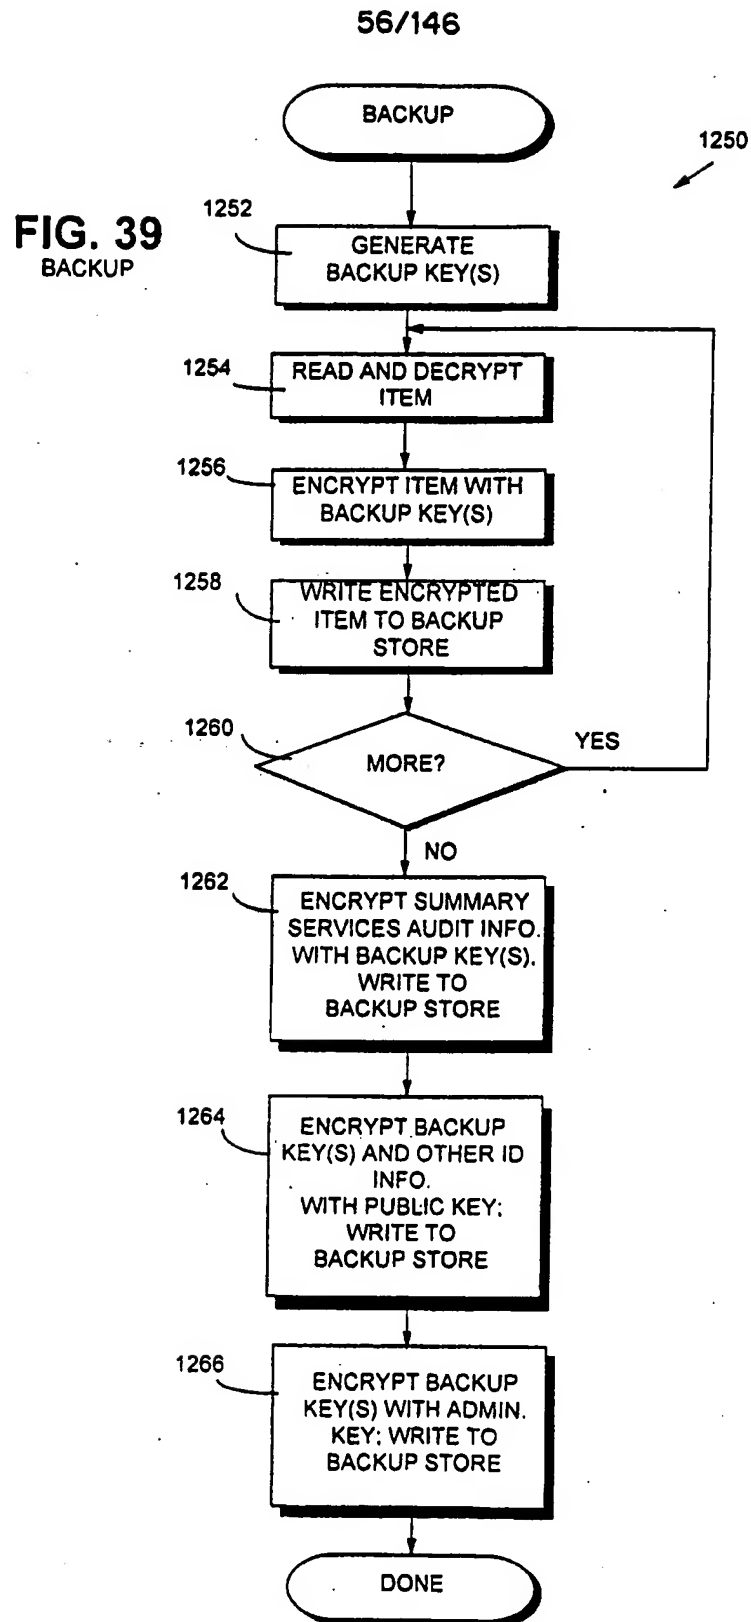 56/146
BACKUP
1250
FIG. 39
BACKUP
1252
GENERATE
BACKUP KEY(S)
1254
READ AND DECRYPT
ITEM
1256
ENCRYPT ITEM WITH
BACKUP KEY(S)
1258
WRITE ENCRYPTED
ITEM TO BACKUP
STORE
1260
MORE?
YES
NO
1262
ENCRYPT SUMMARY
SERVICES AUDIT INFO.
WITH BACKUP KEY(S).
WRITE TO
BACKUP STORE
1264
ENCRYPT BACKUP
KEY(S) AND OTHER ID
INFO.
WITH PUBLIC KEY;
WRITE TO
BACKUP STORE
1266
ENCRYPT BACKUP
KEY(S) WITH ADMIN.
KEY; WRITE TO
BACKUP STORE
DONE